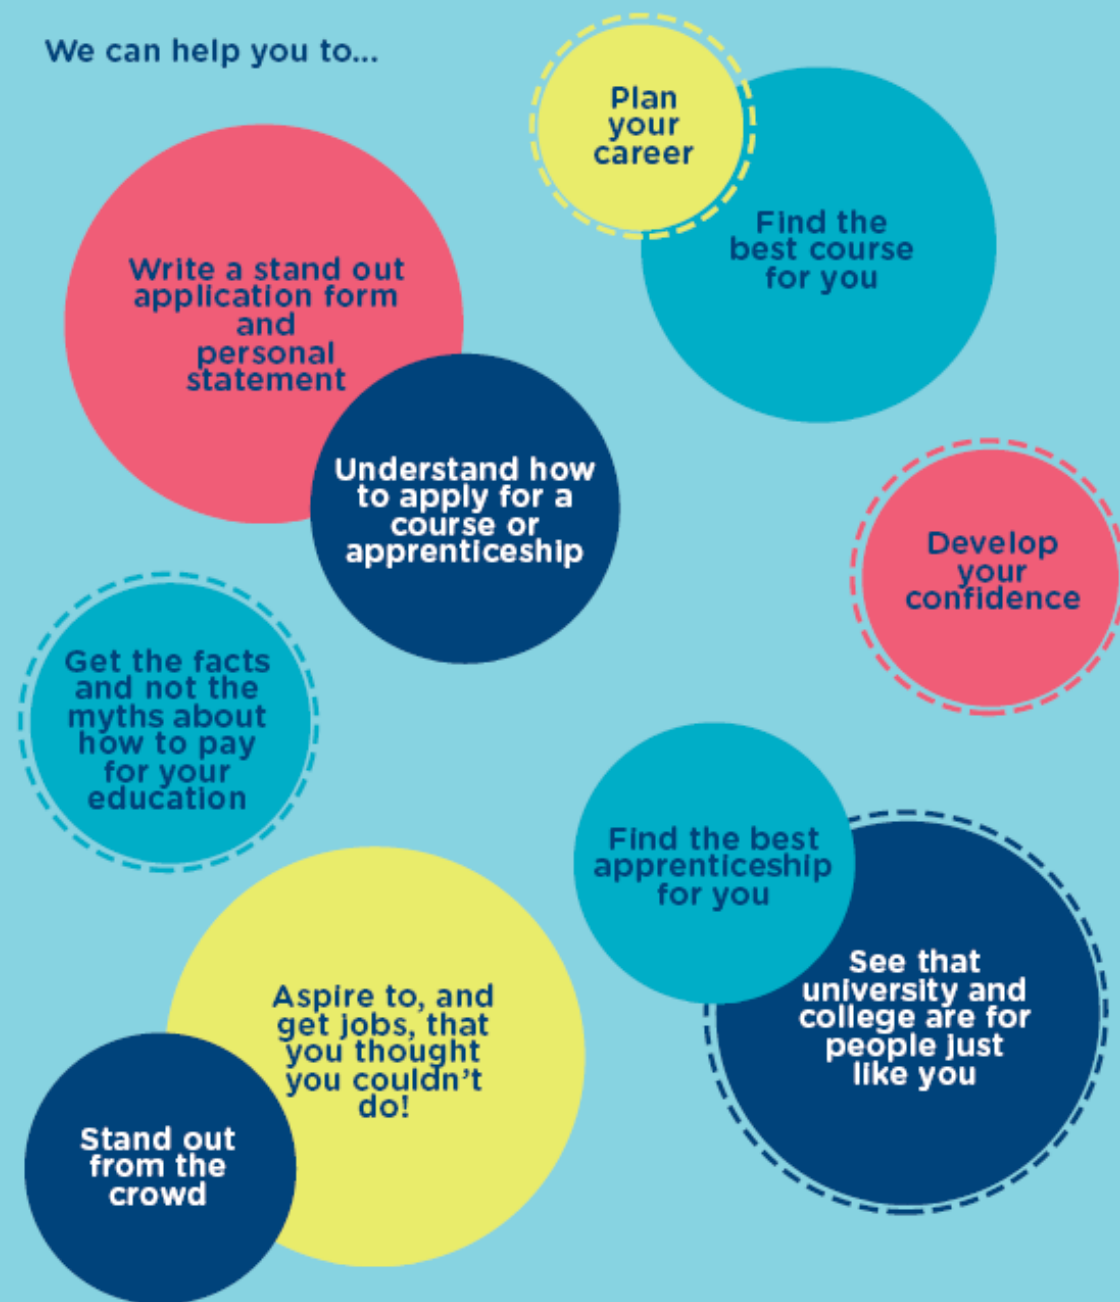 We can help you to...
Plan
your
career
Find the
best course
for you
Write a stand out
application form
and
personal
statement
Understand how
to apply for a
course or
apprenticeship
Develop
your
confidence
Get the facts
and not the
myths about
how to pay
for your
education
Find the best
apprenticeship
for you
See that
university and
college are for
people just
like you
Aspire to, and
get jobs, that
you thought
you couldn’t
do!
Stand out
from the
crowd